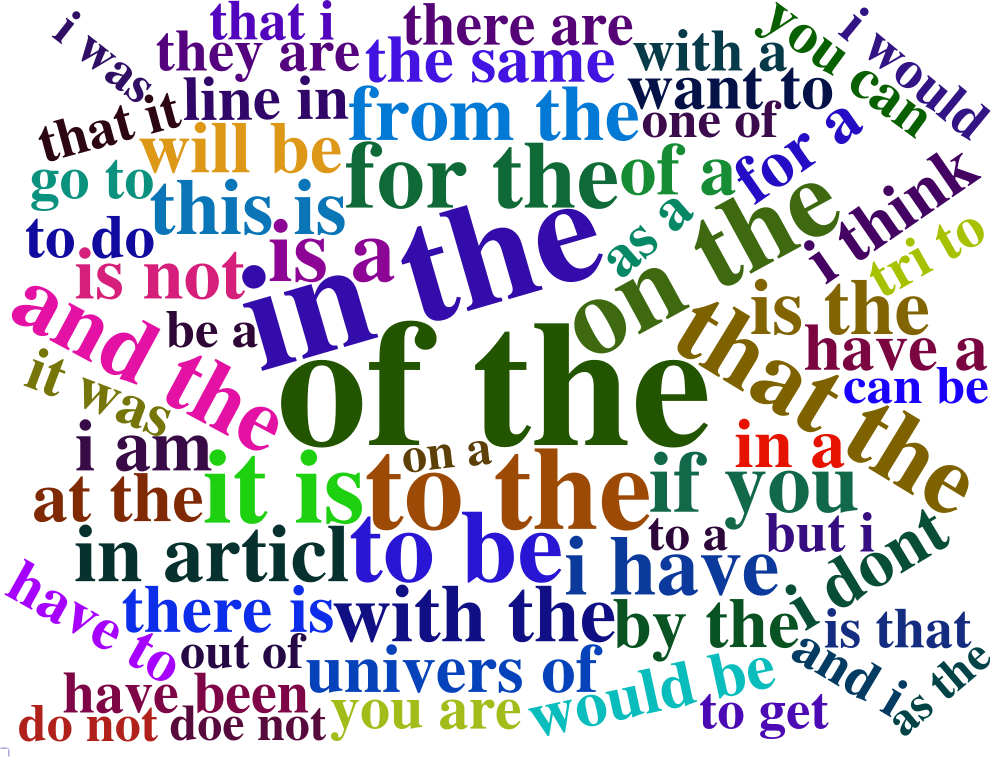 that i
there are
i was
they are
the same
with a
you can
i would
that it
line in
from the
want to
one of
will be
for the
of a
for a
go to
this is
as a
on the
i think
to do
is a
in the
tri to
is not
and the
be a
is the
that the
have a
it was
of the
can be
i am
on a
in a
at the
it is
to the
if you
to a
but i
in articl
to be
i have
i dont
have to
there is
with the
by the
is that
out of
univers of
and is
as the
have been
would be
do not
doe not
you are
to get